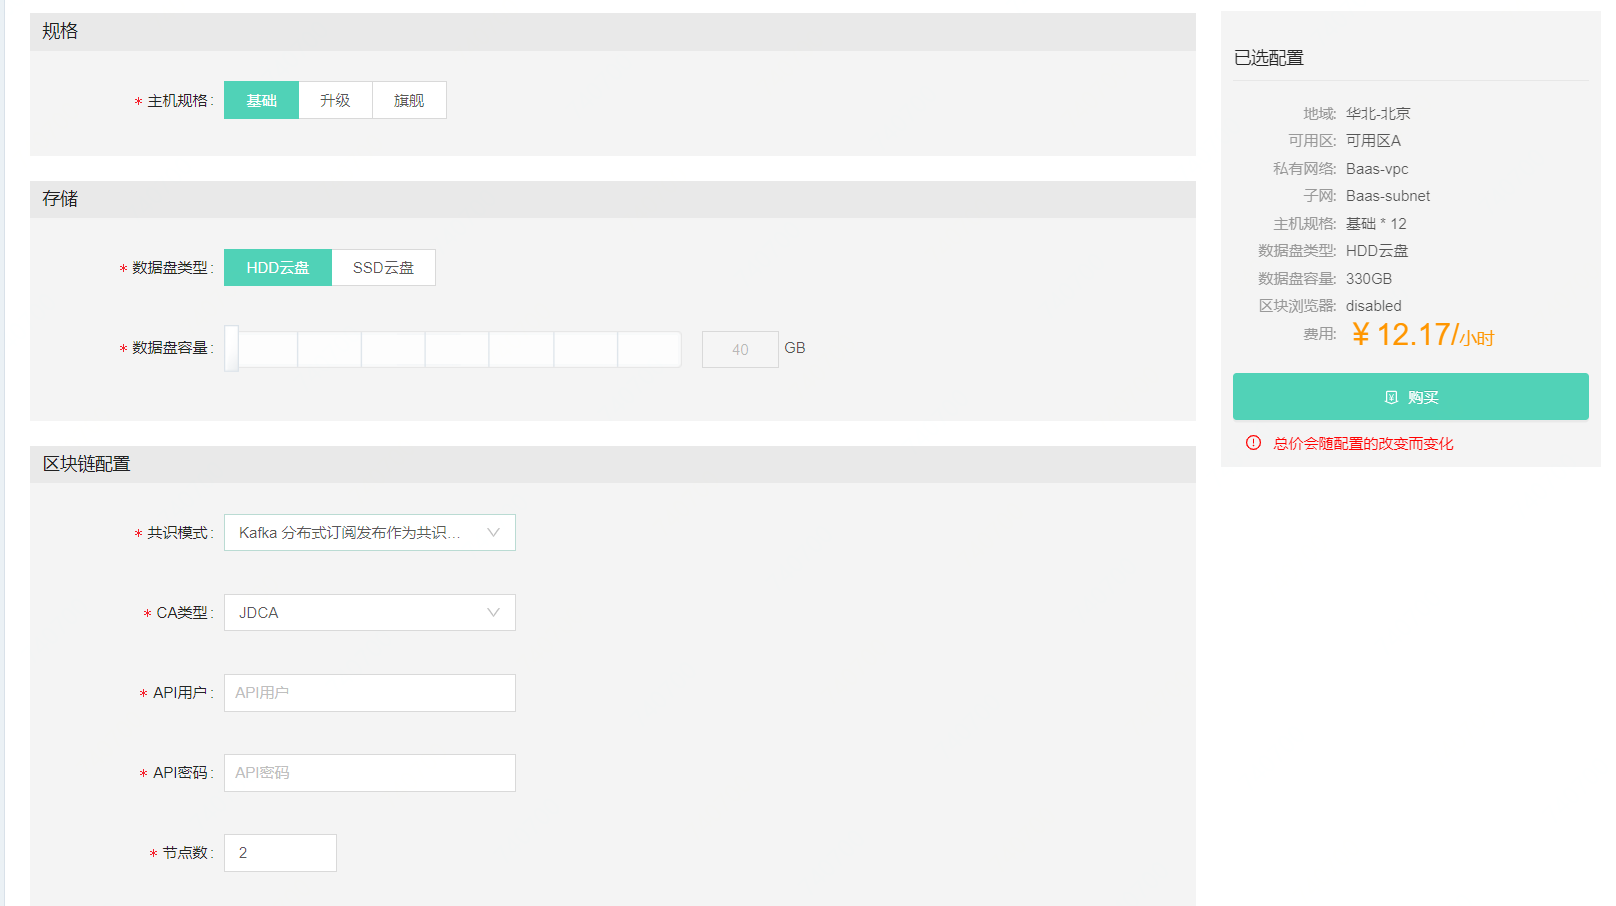 规格
* 主机规格: 基础 升级 旗舰
存储
* 数据盘类型: HDD云盘 SSD云盘
* 数据盘容量: 40 GB
区块链配置
* 共识模式: Kafka 分布式订阅发布作为共识...
* CA类型: JDCA
* API用户: API用户
* API密码: API密码
* 节点数: 2
已选配置
地域: 华北-北京
可用区: 可用区A
私有网络: Baas-vpc
子网: Baas-subnet
主机规格: 基础 * 12
数据盘类型: HDD云盘
数据盘容量: 330GB
区块浏览器: disabled
费用: ¥ 12.17/小时
购买
总价会随配置的改变而变化